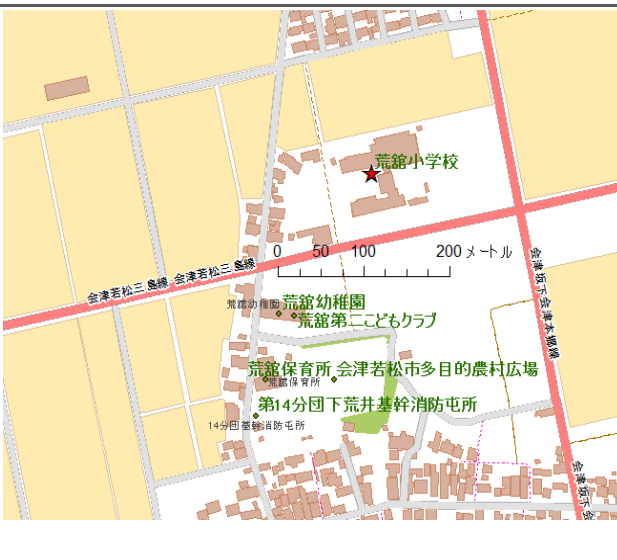 荒舘小学校
0 50 100 200 メートル
会津若松三島線 会津若松三島線
会津坂下会津本郷線
荒舘幼稚園
荒舘幼稚園
荒舘第二こどもクラブ
荒舘保育所 会津若松市多目的農村広場
荒舘保育所
第14分団下荒井基幹消防屯所
14分団基幹消防屯所
会津坂下会